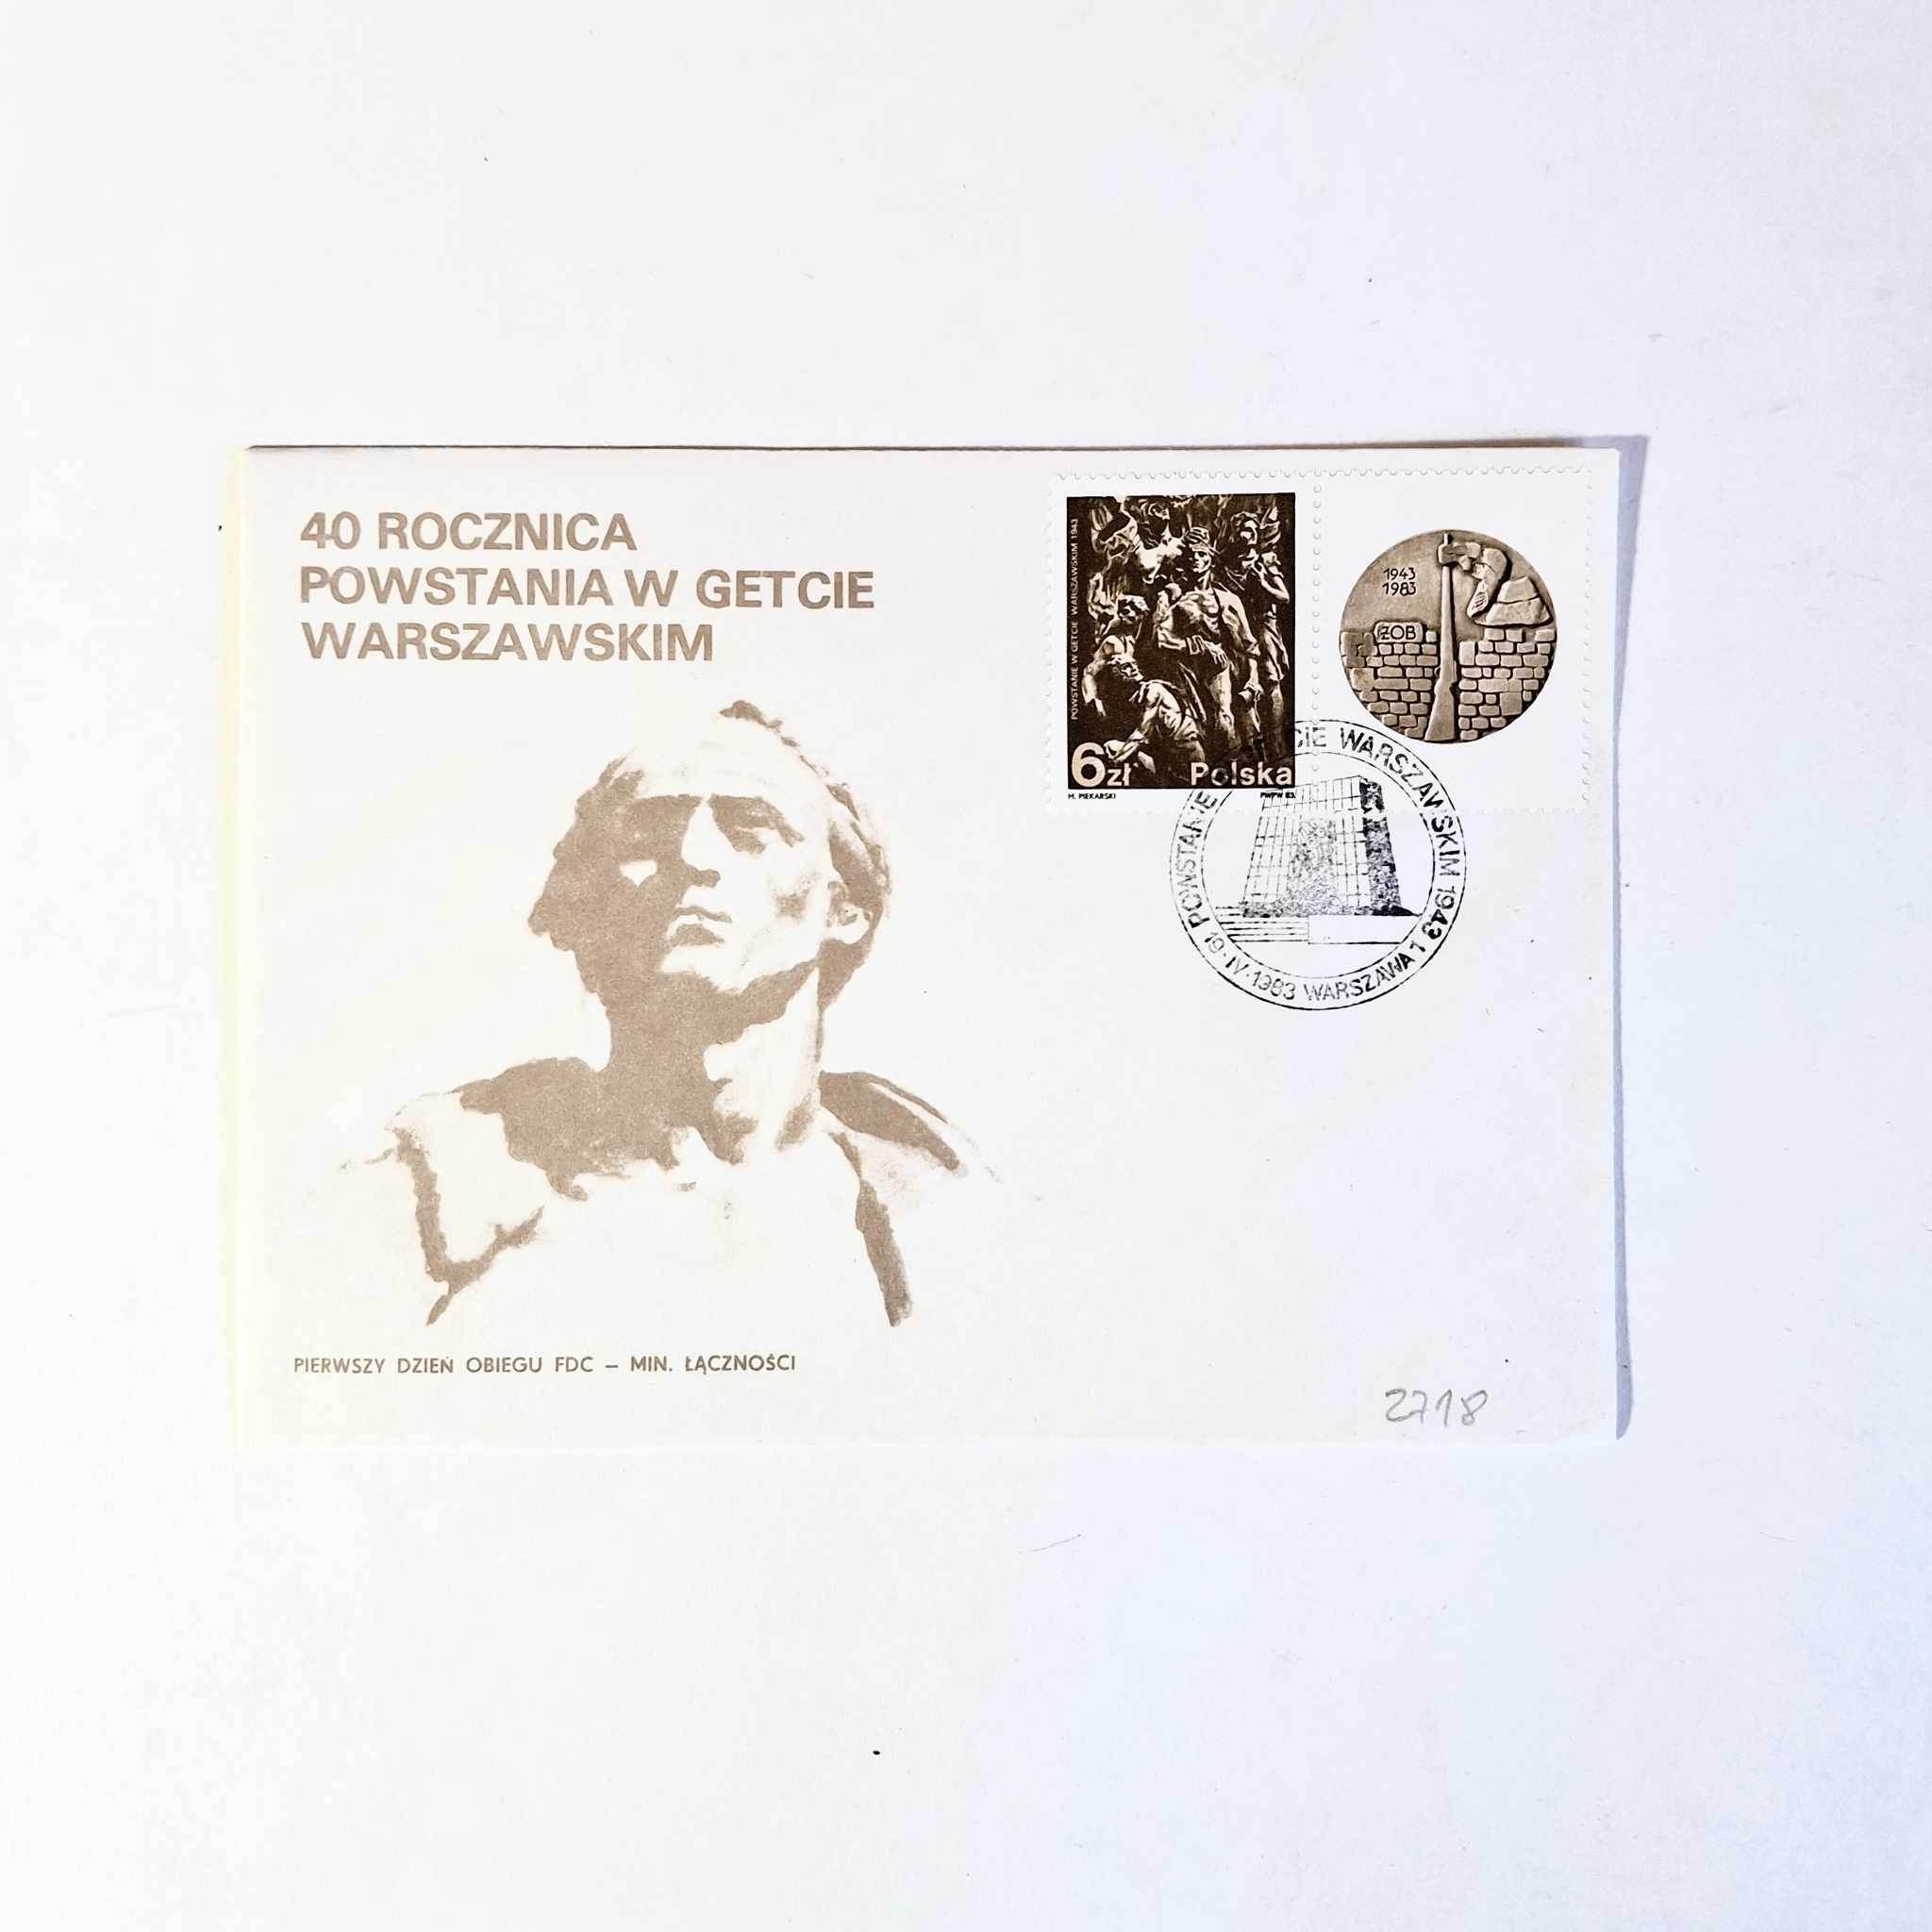 40 ROCZNICA
POWSTANIA W GETCIE
WARSZAWSKIM
POWSTANIE W GETCIE WARSZAWSKIM 1943
6zł Polska
M. PIEKARSKI PWPW 83.
1943
1983
ŻOB
POWSTANIE CIE WARSZAWSKIM 1943
19·IV·1983 WARSZAWA 1
PIERWSZY DZIEŃ OBIEGU FDC – MIN. ŁĄCZNOŚCI
2718